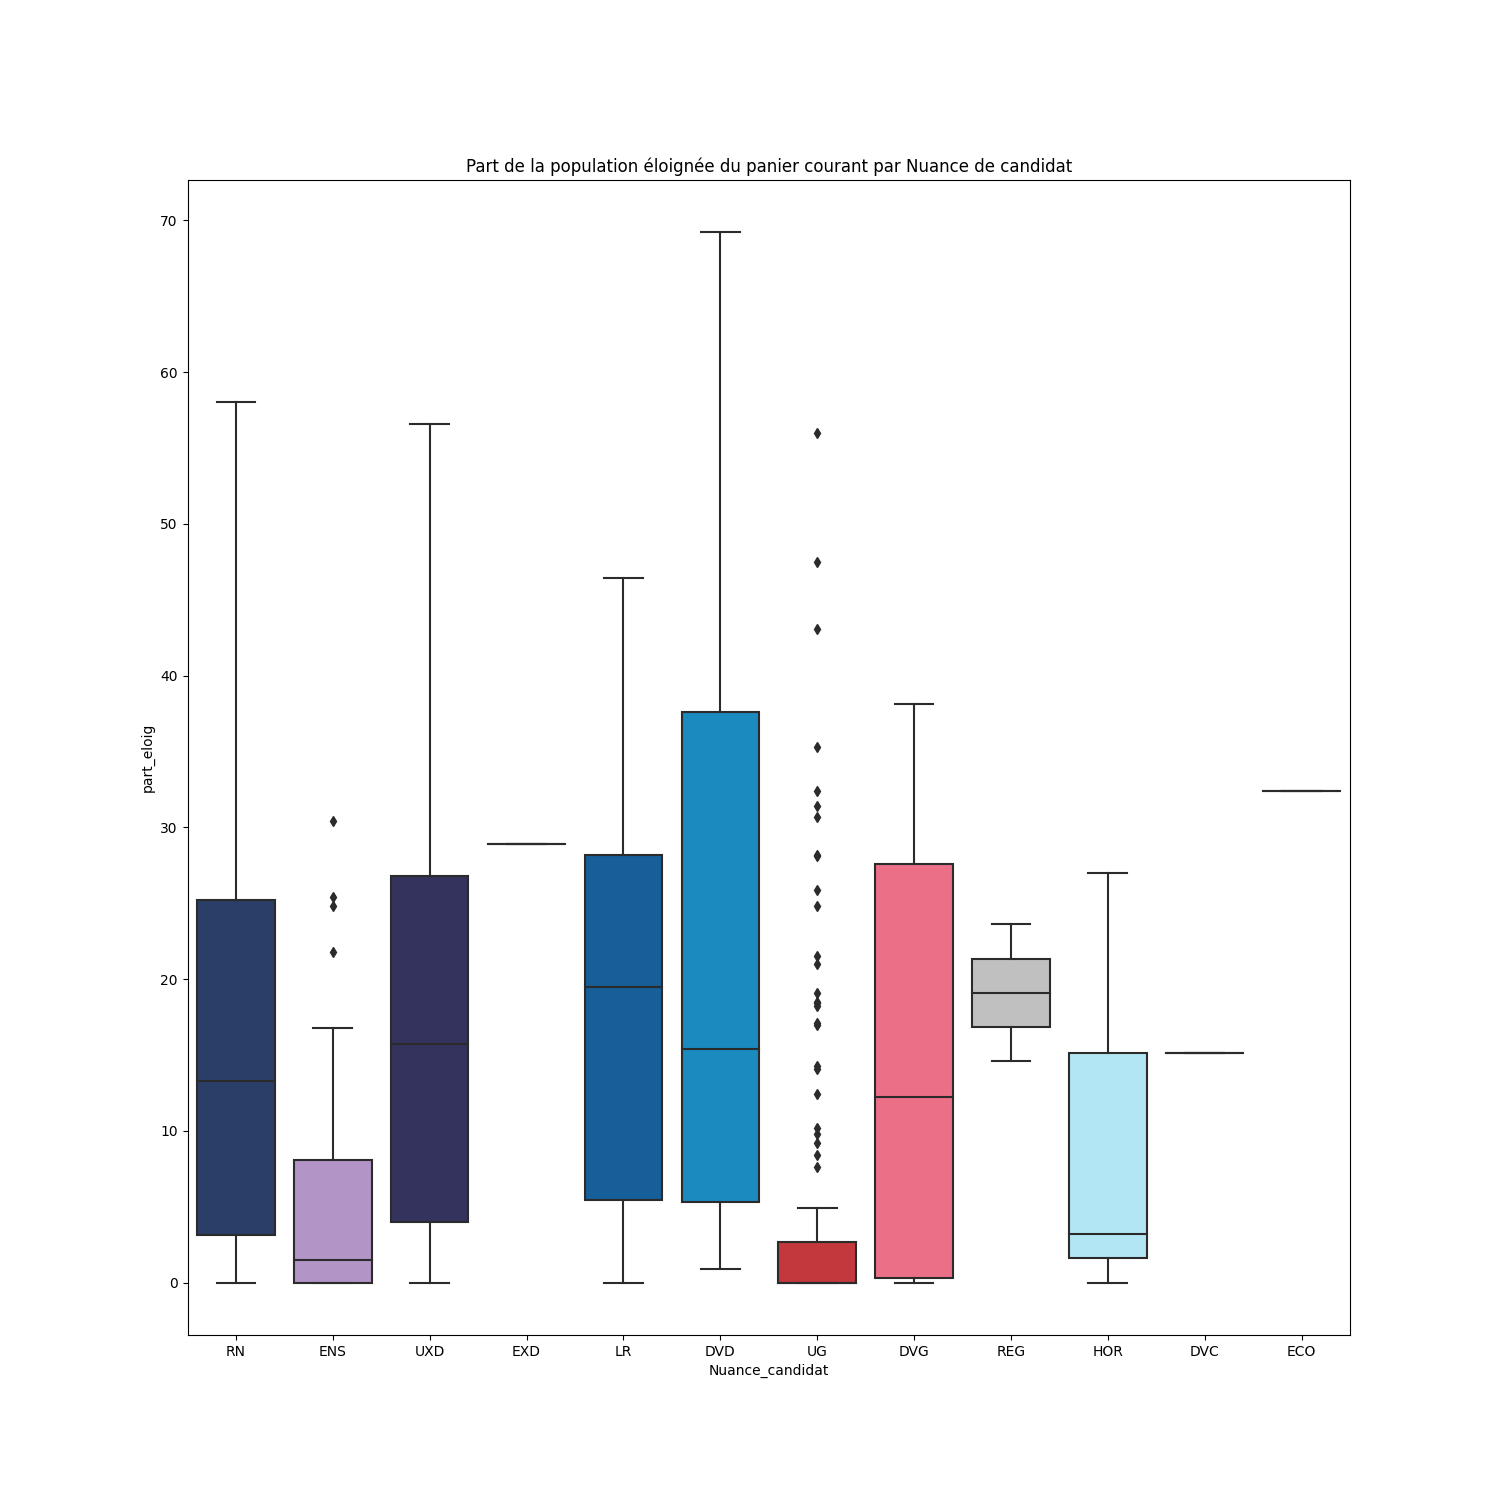 Part de la population éloignée du panier courant par Nuance de candidat
70
60
50
40
30
20
10
0
part_eloig
RN ENS UXD EXD LR DVD UG DVG REG HOR DVC ECO
Nuance_candidat